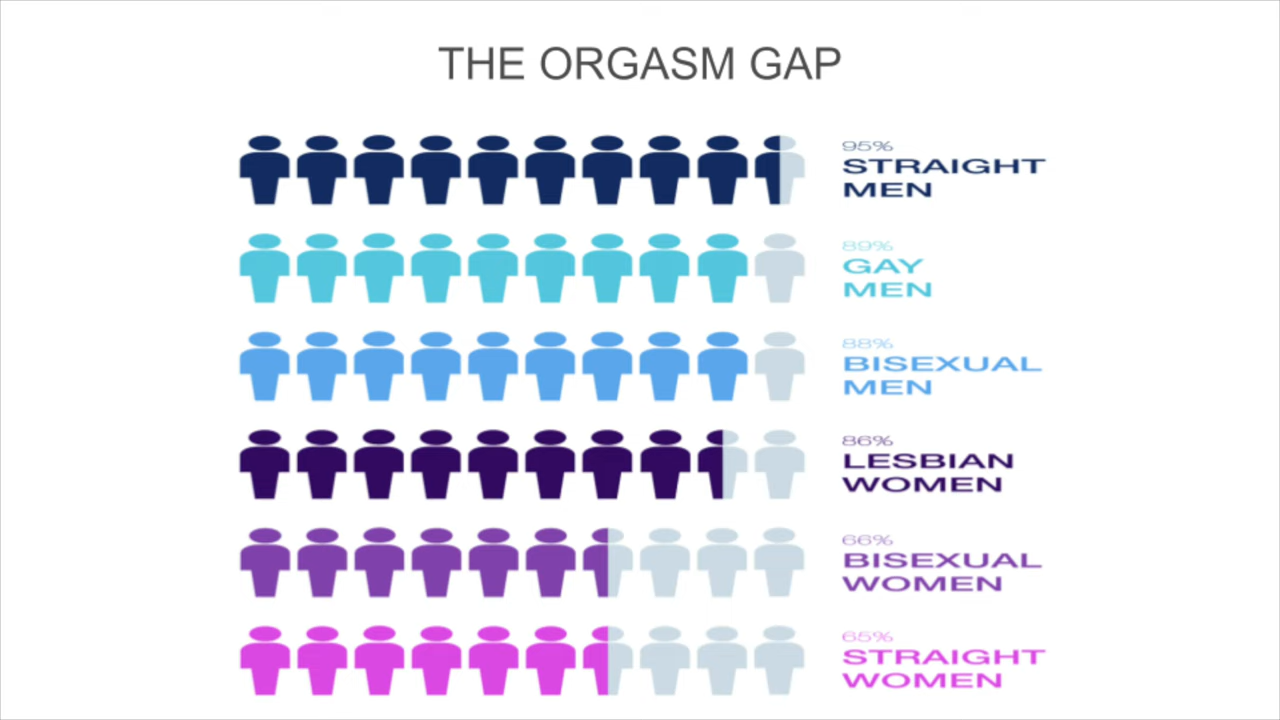 THE ORGASM GAP
95%
STRAIGHT
MEN
89%
GAY
MEN
88%
BISEXUAL
MEN
86%
LESBIAN
WOMEN
66%
BISEXUAL
WOMEN
65%
STRAIGHT
WOMEN